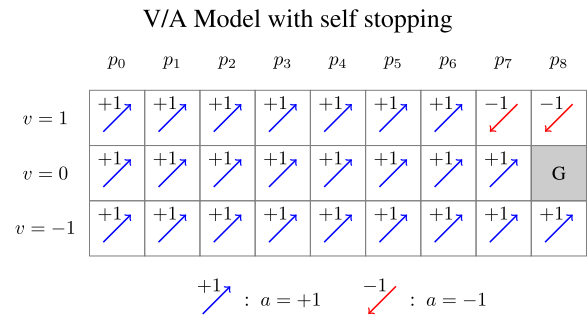 V/A Model with self stopping
p₀ p₁ p₂ p₃ p₄ p₅ p₆ p₇ p₈
v = 1 +1 +1 +1 +1 +1 +1 +1 −1 −1
v = 0 +1 +1 +1 +1 +1 +1 +1 +1 G
v = −1 +1 +1 +1 +1 +1 +1 +1 +1 +1
+1 : a = +1 −1 : a = −1